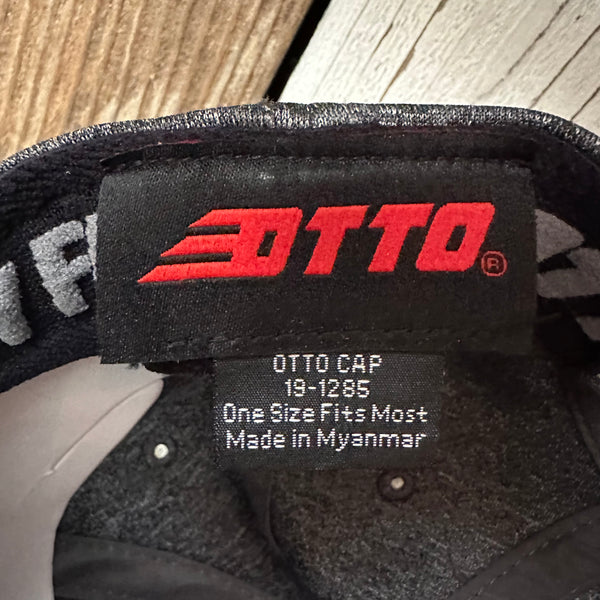 OTTO®
OTTO CAP
19-1285
One Size Fits Most
Made in Myanmar